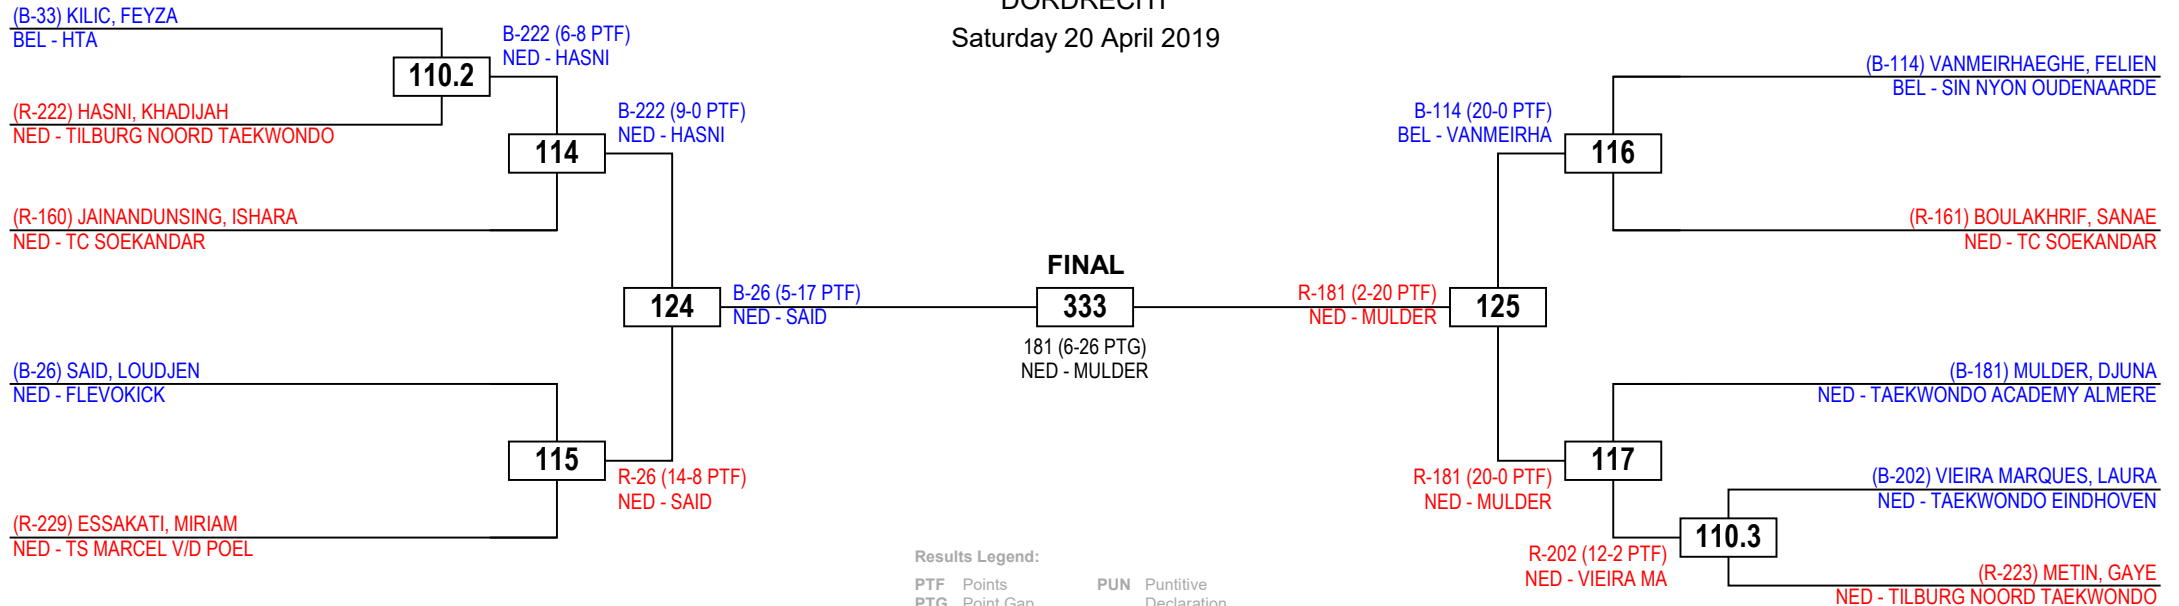 DORDRECHT
Saturday 20 April 2019
(B-33) KILIC, FEYZA
BEL - HTA
110.2
(R-222) HASNI, KHADIJAH
NED - TILBURG NOORD TAEKWONDO
B-222 (6-8 PTF)
NED - HASNI
114
(R-160) JAINANDUNSING, ISHARA
NED - TC SOEKANDAR
B-222 (9-0 PTF)
NED - HASNI
124
B-26 (5-17 PTF)
NED - SAID
(B-26) SAID, LOUDJEN
NED - FLEVOKICK
115
(R-229) ESSAKATI, MIRIAM
NED - TS MARCEL V/D POEL
R-26 (14-8 PTF)
NED - SAID
FINAL
333
181 (6-26 PTG)
NED - MULDER
(B-114) VANMEIRHAEGHE, FELIEN
BEL - SIN NYON OUDENAARDE
116
(R-161) BOULAKHRIF, SANAE
NED - TC SOEKANDAR
B-114 (20-0 PTF)
BEL - VANMEIRHA
R-181 (2-20 PTF)
NED - MULDER
125
(B-181) MULDER, DJUNA
NED - TAEKWONDO ACADEMY ALMERE
117
R-181 (20-0 PTF)
NED - MULDER
(B-202) VIEIRA MARQUES, LAURA
NED - TAEKWONDO EINDHOVEN
110.3
R-202 (12-2 PTF)
NED - VIEIRA MA
(R-223) METIN, GAYE
NED - TILBURG NOORD TAEKWONDO
Results Legend:
PTF Points
PUN Puntitive
PTG Point Gap
Declaration